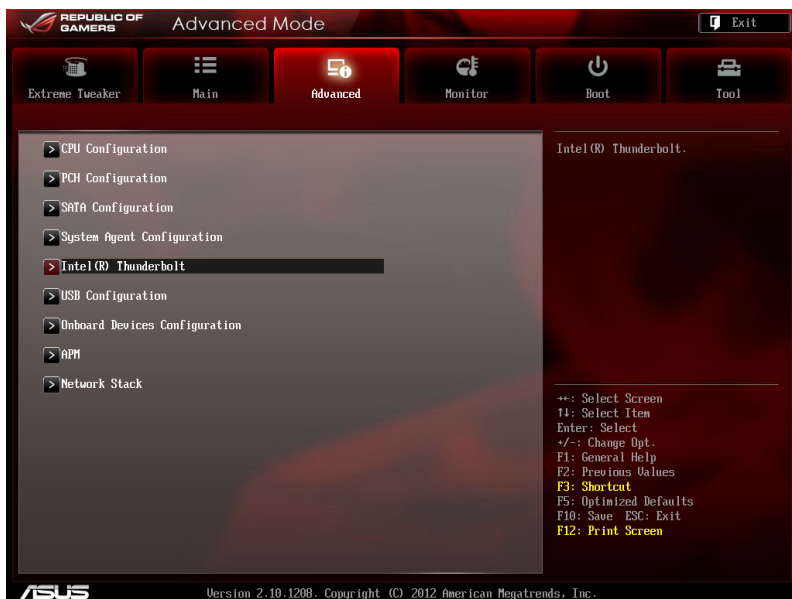 REPUBLIC OF
GAMERS
Advanced Mode
Exit
Extreme Tweaker
Main
Advanced
Monitor
Boot
Tool
> CPU Configuration
> PCH Configuration
> SATA Configuration
> System Agent Configuration
> Intel(R) Thunderbolt
> USB Configuration
> Onboard Devices Configuration
> APM
> Network Stack
Intel(R) Thunderbolt.
→←: Select Screen
↑↓: Select Item
Enter: Select
+/-: Change Opt.
F1: General Help
F2: Previous Values
F3: Shortcut
F5: Optimized Defaults
F10: Save ESC: Exit
F12: Print Screen
ASUS
Version 2.10.1208. Copyright (C) 2012 American Megatrends, Inc.